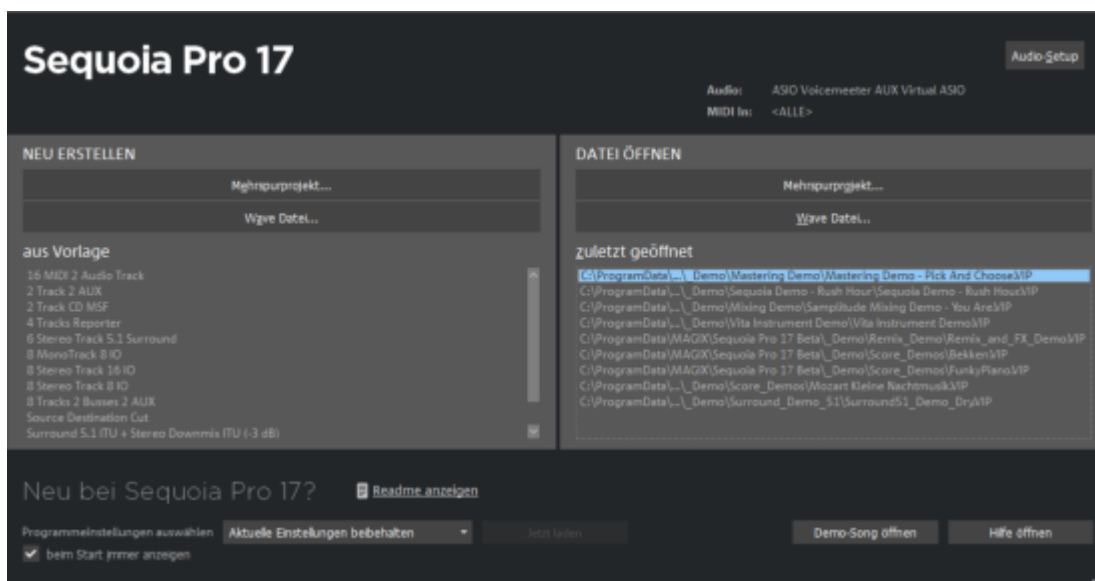 Sequoia Pro 17
Audio-Setup
Audio: ASIO Voicemeeter AUX Virtual ASIO
MIDI In: <ALLE>
NEU ERSTELLEN
Mehrspurprojekt...
Wave Datei...
aus Vorlage
16 MIDI 2 Audio Track
2 Track 2 AUX
2 Track CD MSF
4 Tracks Reporter
6 Stereo Track 5.1 Surround
8 MonoTrack 8 IO
8 Stereo Track 16 IO
8 Stereo Track 8 IO
8 Tracks 2 Busses 2 AUX
Source Destination Cut
Surround 5.1 ITU + Stereo Downmix ITU (-3 dB)
DATEI ÖFFNEN
Mehrspurprojekt...
Wave Datei...
zuletzt geöffnet
C:\ProgramData\...\_Demo\Mastering Demo\Mastering Demo - Pick And Choose.VIP
C:\ProgramData\...\_Demo\Sequoia Demo - Rush Hour\Sequoia Demo - Rush Hour.VIP
C:\ProgramData\...\_Demo\Mixing Demo\Samplitude Mixing Demo - You Are.VIP
C:\ProgramData\...\_Demo\Vita Instrument Demo\Vita Instrument Demo.VIP
C:\ProgramData\MAGIX\Sequoia Pro 17 Beta\_Demo\Remix_Demo\Remix_and_FX_Demo.VIP
C:\ProgramData\MAGIX\Sequoia Pro 17 Beta\_Demo\Score_Demos\Bekken.VIP
C:\ProgramData\MAGIX\Sequoia Pro 17 Beta\_Demo\Score_Demos\FunkyPiano.VIP
C:\ProgramData\...\_Demo\Score_Demos\Mozart Kleine Nachtmusik.VIP
C:\ProgramData\...\_Demo\Surround_Demo_51\Surround51_Demo_Dry.VIP
Neu bei Sequoia Pro 17?
Readme anzeigen
Programmeinstellungen auswählen Aktuelle Einstellungen beibehalten Jetzt laden
Demo-Song öffnen
Hilfe öffnen
beim Start immer anzeigen